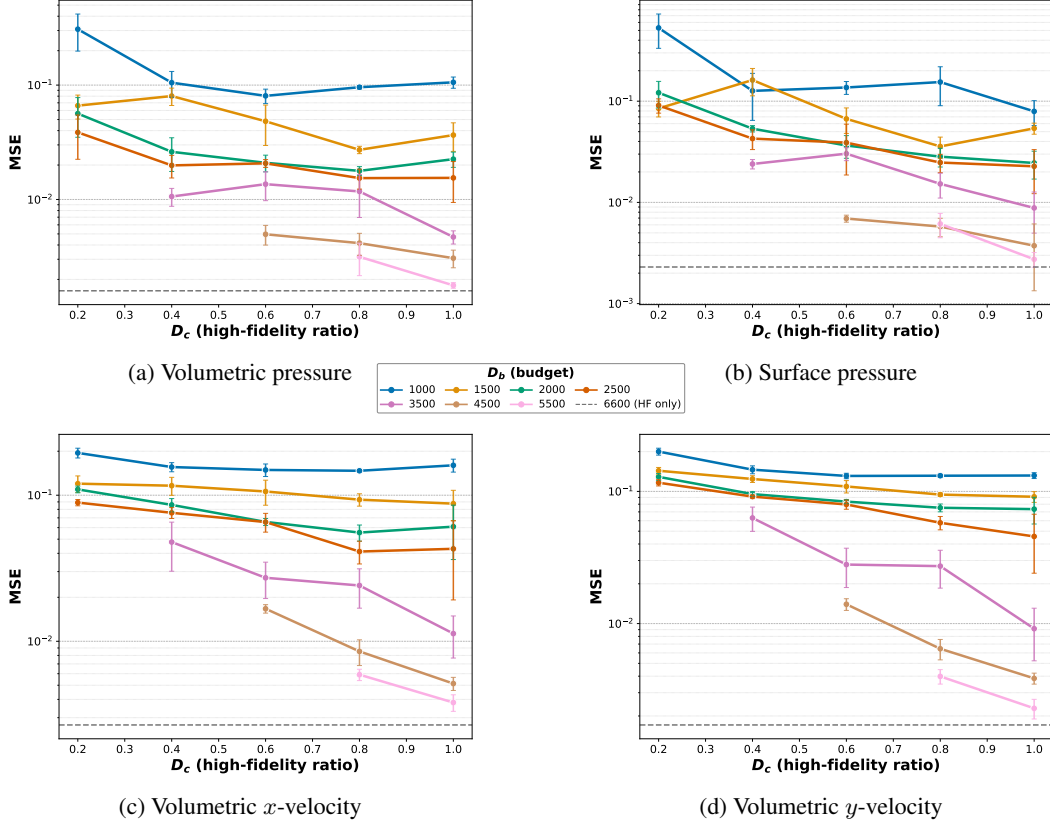 MSE
10⁻¹
10⁻²
0.2 0.3 0.4 0.5 0.6 0.7 0.8 0.9 1.0
D_c (high-fidelity ratio)
(a) Volumetric pressure
MSE
10⁻¹
10⁻²
10⁻³
0.2 0.3 0.4 0.5 0.6 0.7 0.8 0.9 1.0
D_c (high-fidelity ratio)
(b) Surface pressure
D_b (budget)
1000 1500 2000 2500
3500 4500 5500 6600 (HF only)
MSE
10⁻¹
10⁻²
0.2 0.3 0.4 0.5 0.6 0.7 0.8 0.9 1.0
D_c (high-fidelity ratio)
(c) Volumetric x-velocity
MSE
10⁻¹
10⁻²
0.2 0.3 0.4 0.5 0.6 0.7 0.8 0.9 1.0
D_c (high-fidelity ratio)
(d) Volumetric y-velocity